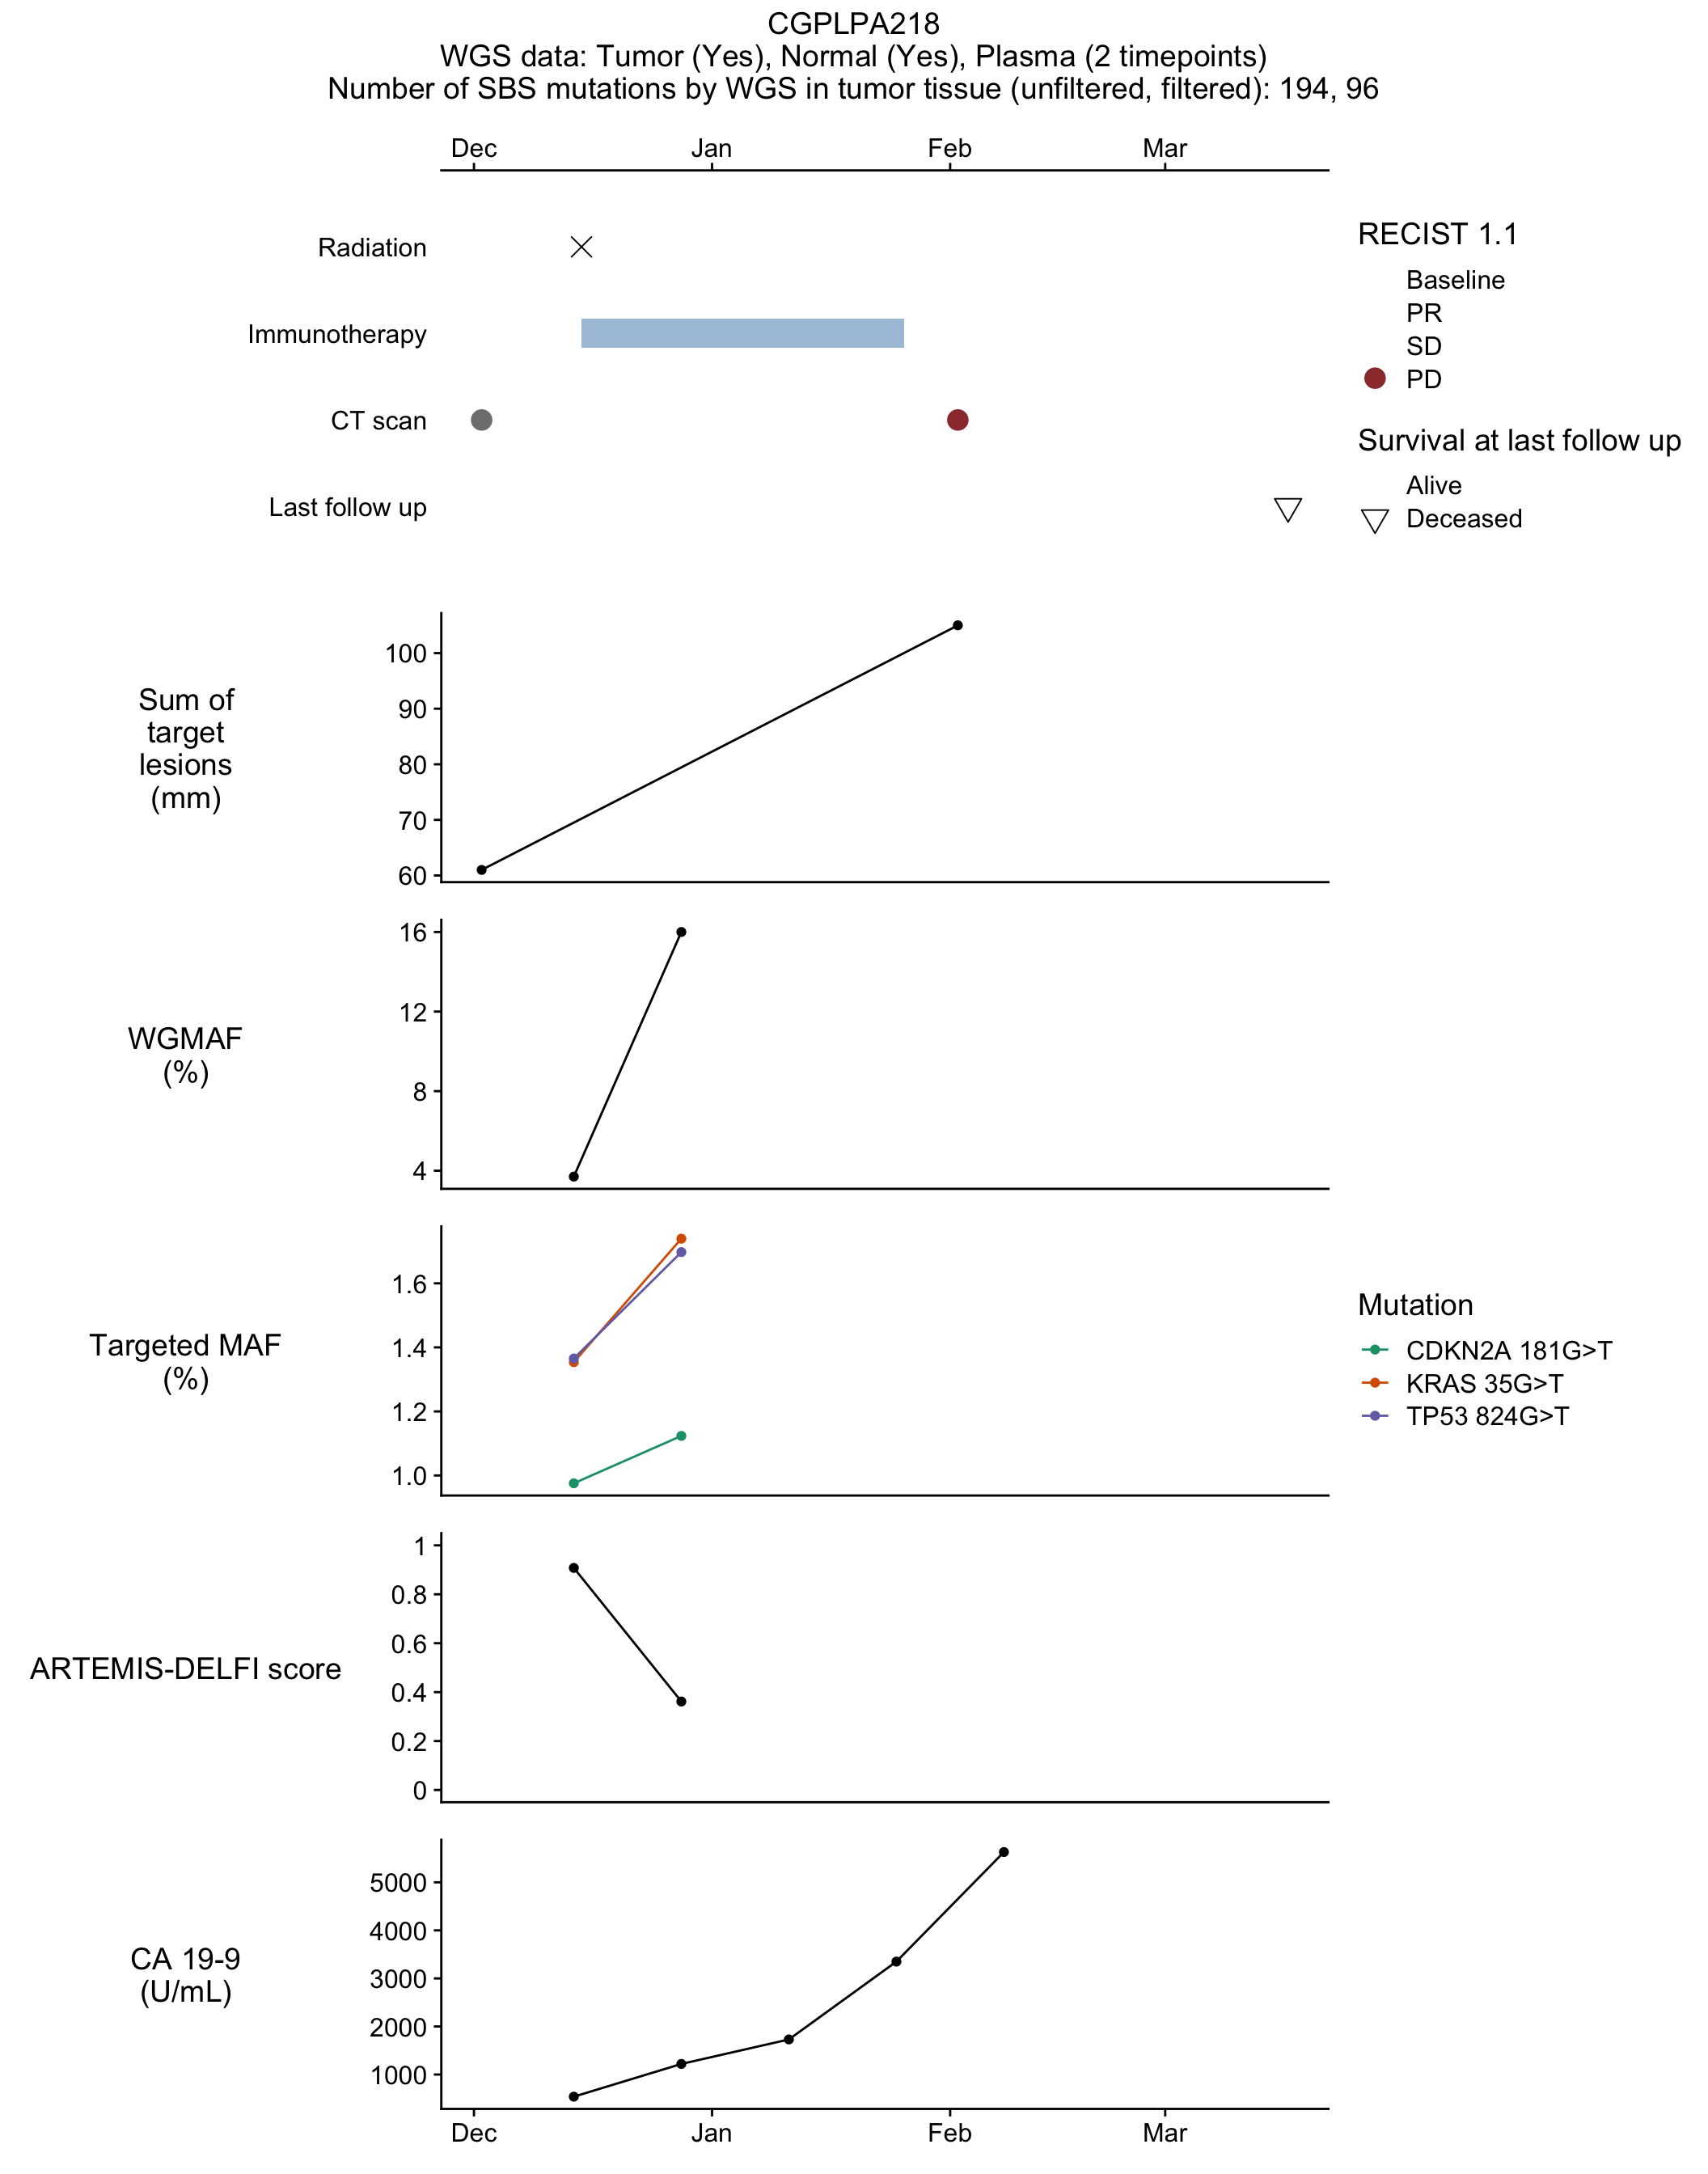 CGPLPA218
WGS data: Tumor (Yes), Normal (Yes), Plasma (2 timepoints)
Number of SBS mutations by WGS in tumor tissue (unfiltered, filtered): 194, 96
Dec Jan Feb Mar
Radiation
Immunotherapy
CT scan
Last follow up
RECIST 1.1
Baseline
PR
SD
PD
Survival at last follow up
Alive
Deceased
Sum of
target
lesions
(mm)
100
90
80
70
60
WGMAF
(%)
16
12
8
4
Targeted MAF
(%)
1.6
1.4
1.2
1.0
Mutation
CDKN2A 181G>T
KRAS 35G>T
TP53 824G>T
ARTEMIS-DELFI score
1
0.8
0.6
0.4
0.2
0
CA 19-9
(U/mL)
5000
4000
3000
2000
1000
Dec Jan Feb Mar